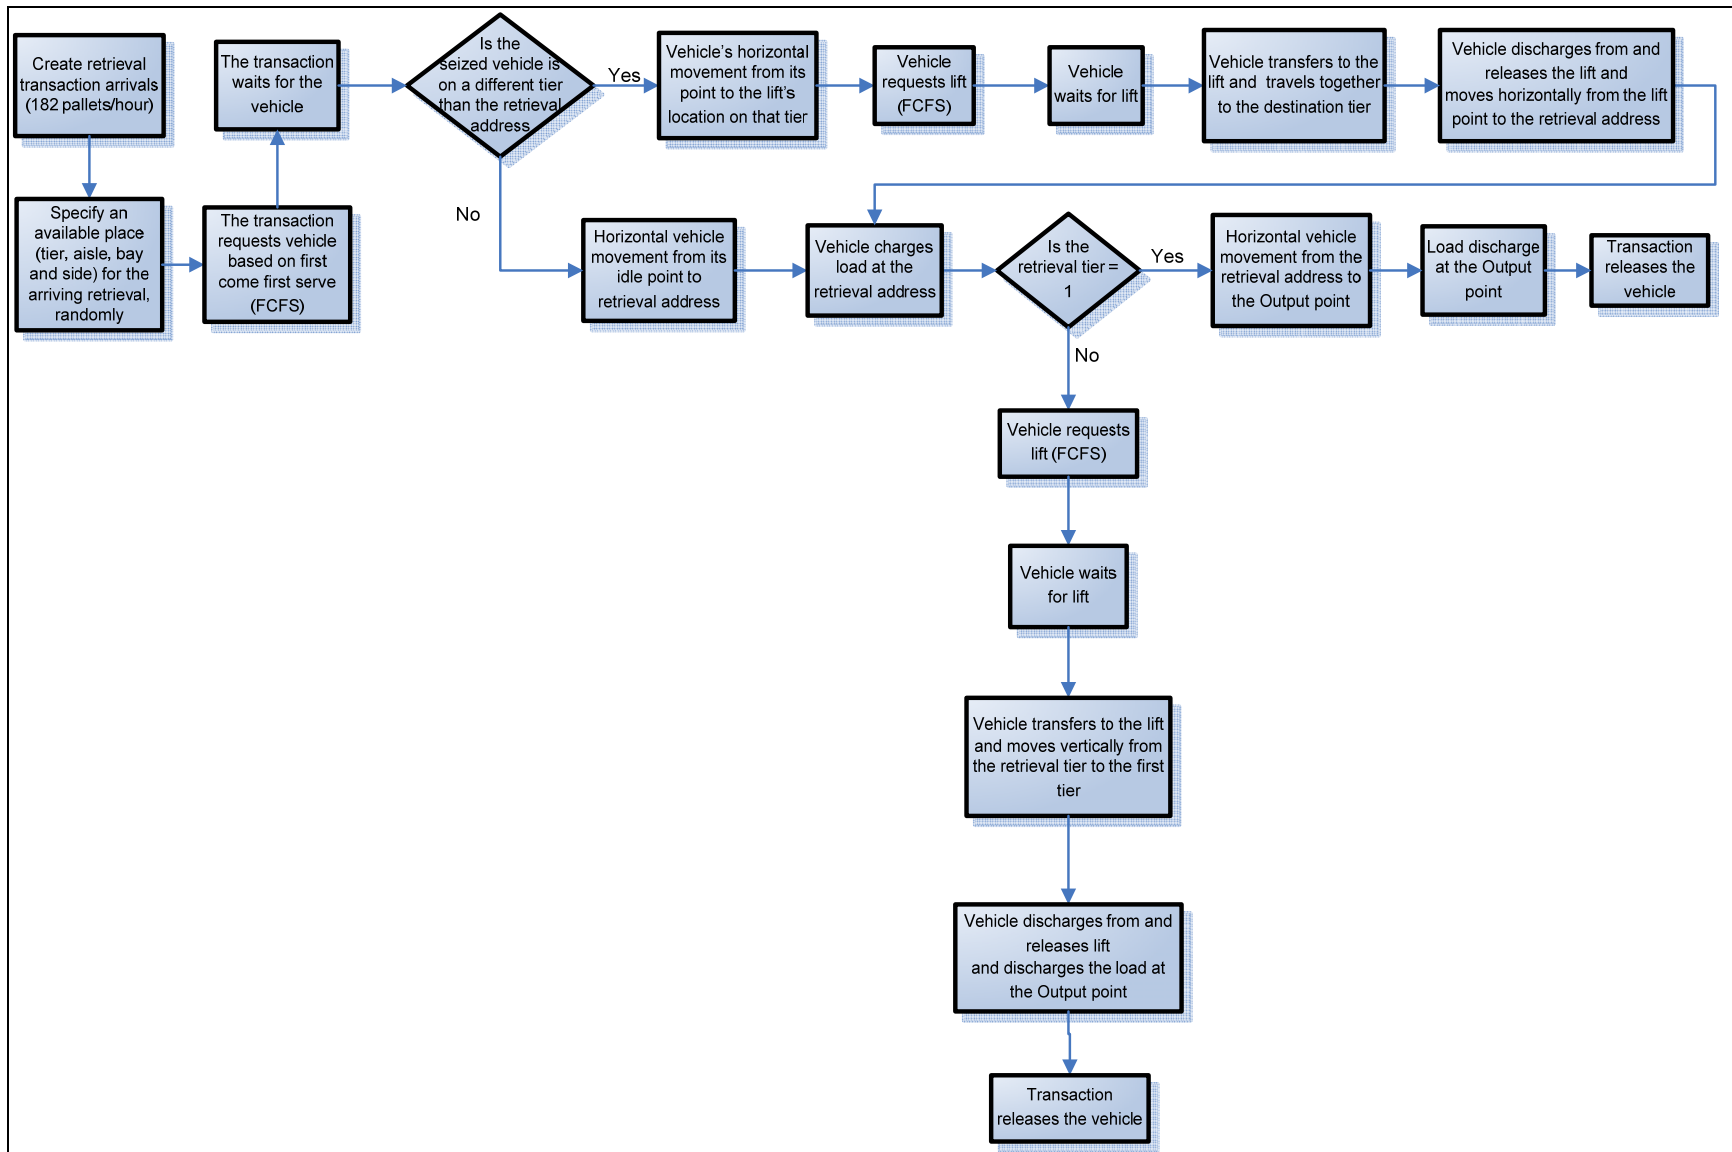 Create retrieval
transaction arrivals
(182 pallets/hour)
Specify an
available place
(tier, aisle, bay
and side) for the
arriving retrieval,
randomly
The transaction
requests vehicle
based on first
come first serve
(FCFS)
The transaction
waits for the
vehicle
Is the
seized vehicle is
on a different tier
than the retrieval
address
Yes
Vehicle's horizontal
movement from its
point to the lift's
location on that tier
Vehicle
requests lift
(FCFS)
Vehicle
waits for lift
Vehicle transfers to the
lift and travels together
to the destination tier
Vehicle discharges from and
releases the lift and
moves horizontally from the lift
point to the retrieval address
No
Horizontal vehicle
movement from its
idle point to
retrieval address
Vehicle charges
load at the
retrieval address
Is the
retrieval tier =
1
Yes
Horizontal vehicle
movement from the
retrieval address to
the Output point
Load discharge
at the Output
point
Transaction
releases the
vehicle
No
Vehicle requests
lift (FCFS)
Vehicle waits
for lift
Vehicle transfers to the lift
and moves vertically from
the retrieval tier to the first
tier
Vehicle discharges from and
releases lift
and discharges the load at
the Output point
Transaction
releases the vehicle